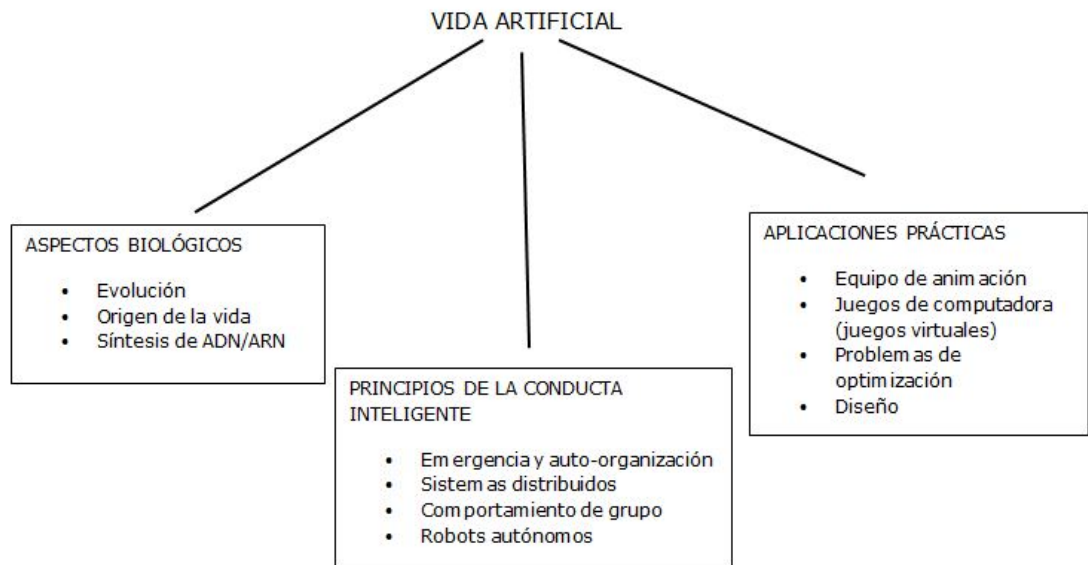 VIDA ARTIFICIAL
ASPECTOS BIOLÓGICOS
• Evolución
• Origen de la vida
• Síntesis de ADN/ARN
PRINCIPIOS DE LA CONDUCTA
INTELIGENTE
• Emergencia y auto-organización
• Sistemas distribuidos
• Comportamiento de grupo
• Robots autónomos
APLICACIONES PRÁCTICAS
• Equipo de animación
• Juegos de computadora
(juegos virtuales)
• Problemas de
optimización
• Diseño